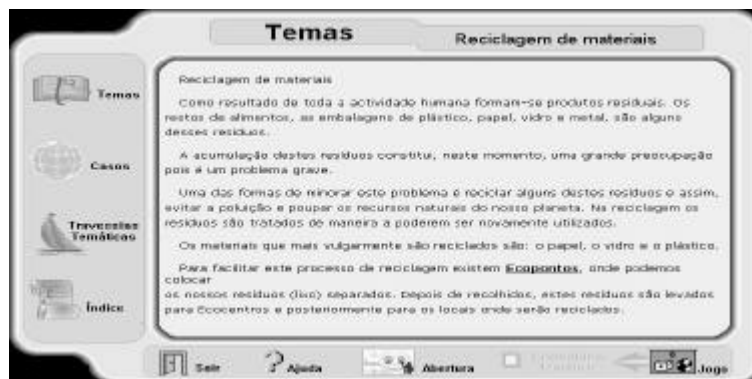 Temas
Reciclagem de materiais
Temas
Casos
Travessias
Temáticas
Índice
Reciclagem de materiais
Como resultado de toda a actividade humana formam-se produtos residuais. Os
restos de alimentos, as embalagens de plástico, papel, vidro e metal, são alguns
desses resíduos.
A acumulação destes resíduos constitui, neste momento, uma grande preocupação
pois é um problema grave.
Uma das formas de minorar este problema é reciclar alguns destes resíduos e assim,
evitar a poluição e poupar os recursos naturais do nosso planeta. Na reciclagem os
resíduos são tratados de maneira a poderem ser novamente utilizados.
Os materiais que mais vulgarmente são reciclados são: o papel, o vidro e o plástico.
Para facilitar este processo de reciclagem existem Ecopontos, onde podemos
colocar
os nossos resíduos (lixo) separados. Depois de recolhidos, estes resíduos são levados
para Ecocentros e posteriormente para os locais onde serão reciclados.
Sair
Ajuda
Abertura
Jogo